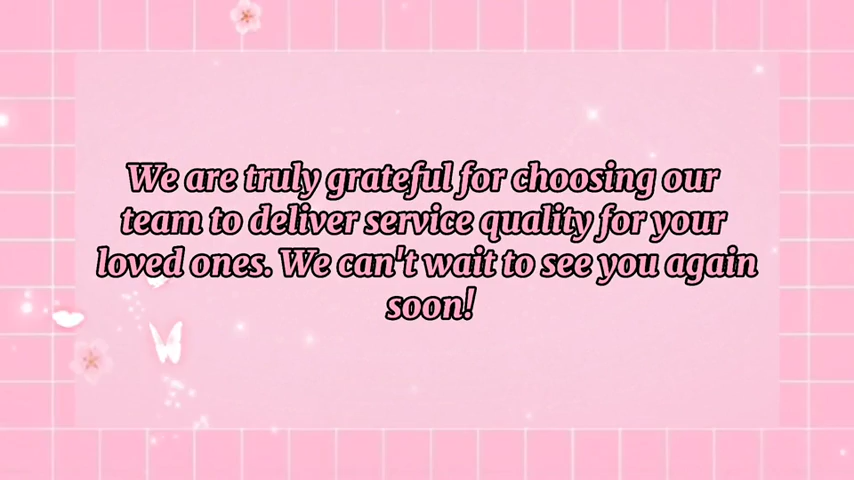 We are truly grateful for choosing our
team to deliver service quality for your
loved ones. We can't wait to see you again
soon!